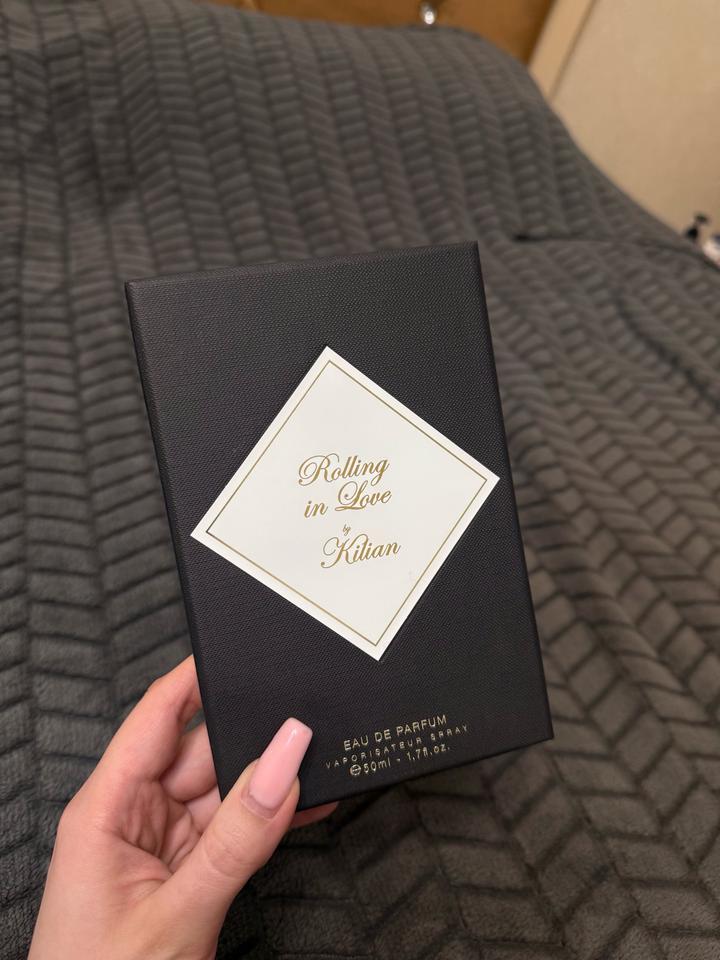 Rolling
in Love
by
Kilian
EAU DE PARFUM
VAPORISATEUR SPRAY
℮50ml - 1.7fl.oz.